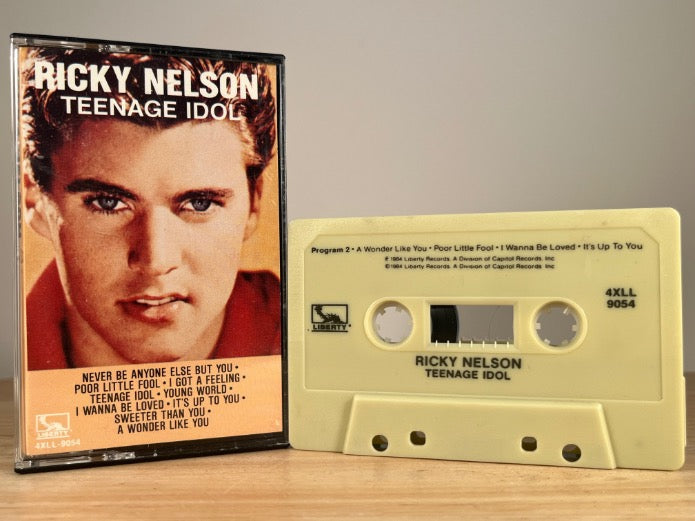 RICKY NELSON
TEENAGE IDOL
NEVER BE ANYONE ELSE BUT YOU •
POOR LITTLE FOOL • I GOT A FEELING •
TEENAGE IDOL • YOUNG WORLD •
I WANNA BE LOVED • IT'S UP TO YOU •
SWEETER THAN YOU •
A WONDER LIKE YOU
LIBERTY
4XLL-9054
Program 2 • A Wonder Like You • Poor Little Fool • I Wanna Be Loved • It's Up To You
℗ 1984 Liberty Records, A Division of Capitol Records, Inc
©1984 Liberty Records, A Division of Capitol Records, Inc
4XLL
9054
LIBERTY
RICKY NELSON
TEENAGE IDOL